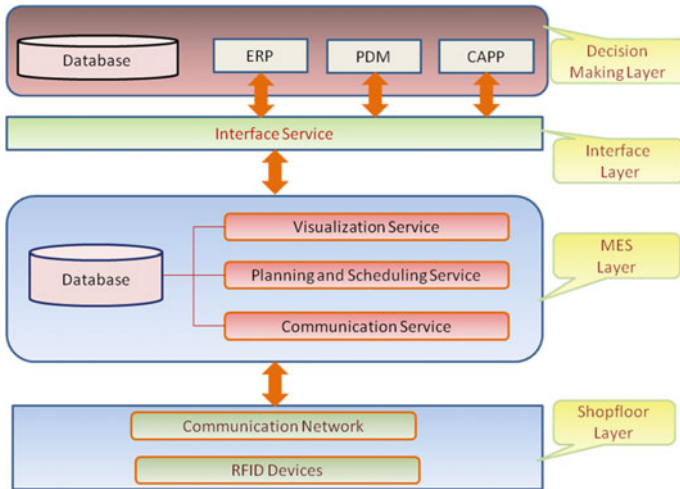 Database
ERP
PDM
CAPP
Decision
Making Layer
Interface Service
Interface
Layer
Visualization Service
Database
Planning and Scheduling Service
Communication Service
MES
Layer
Communication Network
RFID Devices
Shopfloor
Layer